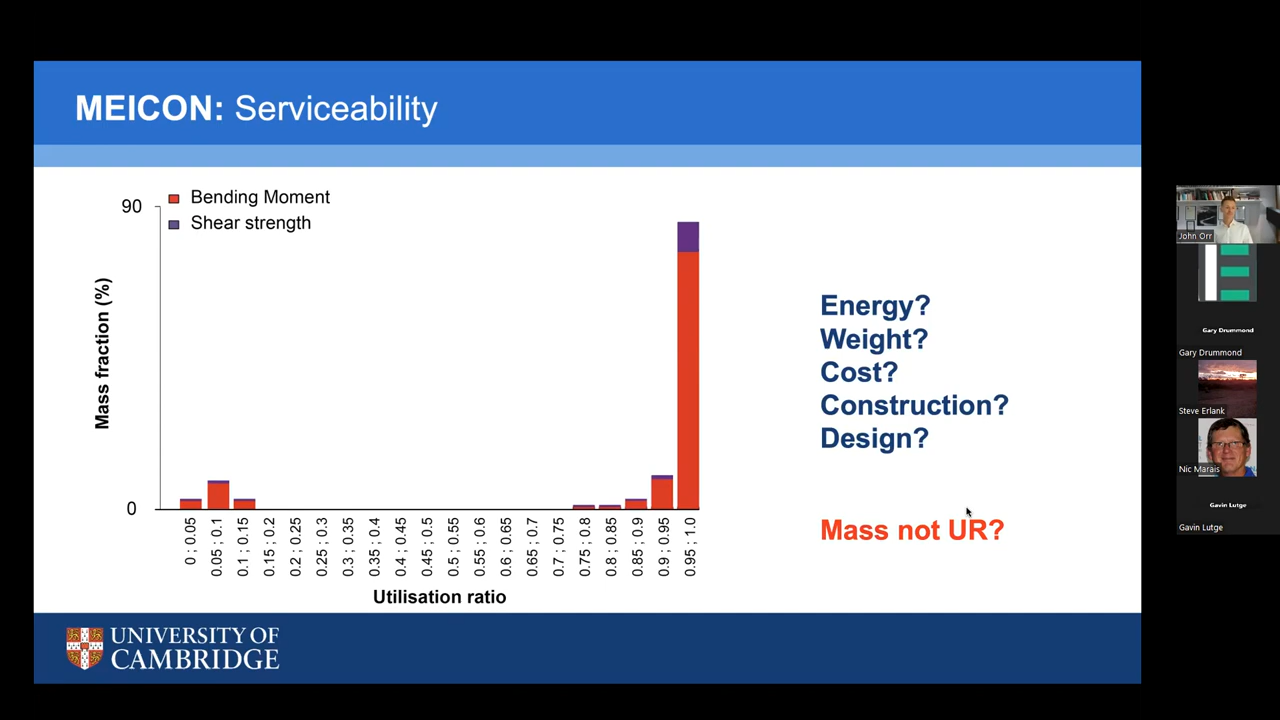 MEICON: Serviceability
Bending Moment
Shear strength
90
0
Mass fraction (%)
0 ; 0.05
0.05 ; 0.1
0.1 ; 0.15
0.15 ; 0.2
0.2 ; 0.25
0.25 ; 0.3
0.3 ; 0.35
0.35 ; 0.4
0.4 ; 0.45
0.45 ; 0.5
0.5 ; 0.55
0.55 ; 0.6
0.6 ; 0.65
0.65 ; 0.7
0.7 ; 0.75
0.75 ; 0.8
0.8 ; 0.85
0.85 ; 0.9
0.9 ; 0.95
0.95 ; 1.0
Utilisation ratio
Energy?
Weight?
Cost?
Construction?
Design?
Mass not UR?
UNIVERSITY OF
CAMBRIDGE
John Orr
Gary Drummond
Gary Drummond
Steve Erlank
Nic Marais
Gavin Lutge
Gavin Lutge